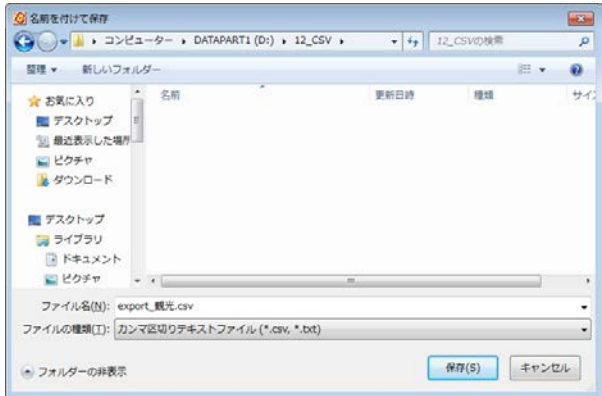 名前を付けて保存
コンピューター ▸ DATAPART1 (D:) ▸ 12_CSV ▸
12_CSVの検索
整理 ▼ 新しいフォルダー
名前 更新日時 種類 サイズ
お気に入り
デスクトップ
最近表示した場所
ピクチャ
ダウンロード
デスクトップ
ライブラリ
ドキュメント
ピクチャ
ファイル名(N): export_観光.csv
ファイルの種類(T): カンマ区切りテキストファイル (*.csv, *.txt)
フォルダーの非表示
保存(S) キャンセル